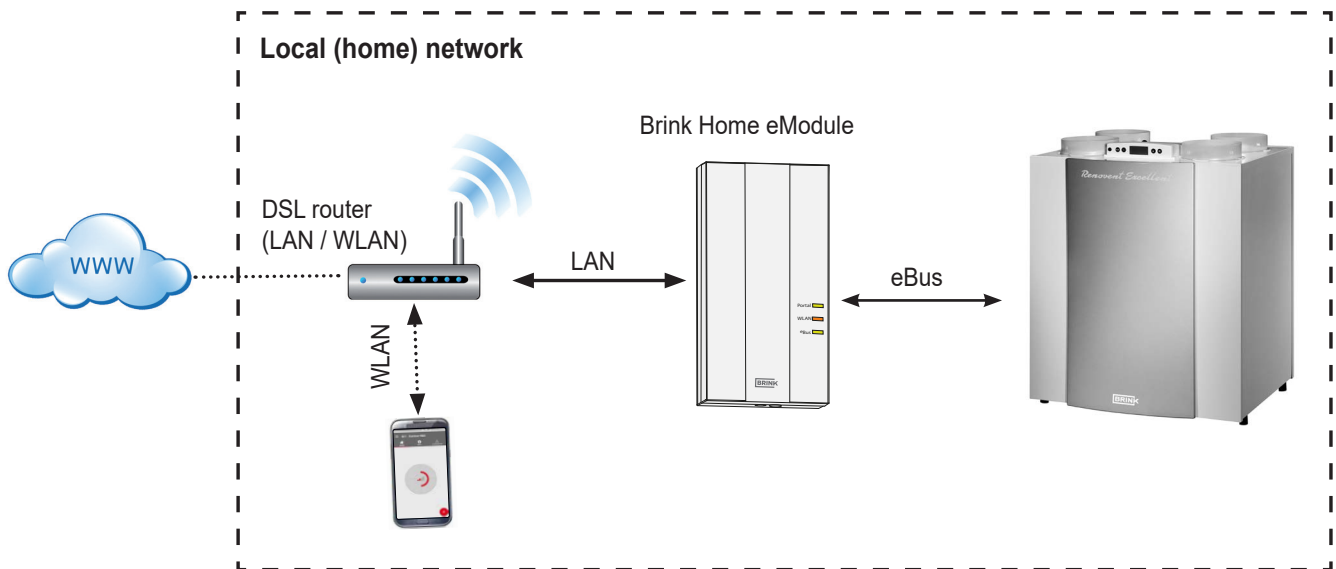 Local (home) network
Brink Home eModule
DSL router
(LAN / WLAN)
WWW
LAN
eBus
WLAN
Portal
WLAN
eBus
BRINK
Renovent Excellent
BRINK